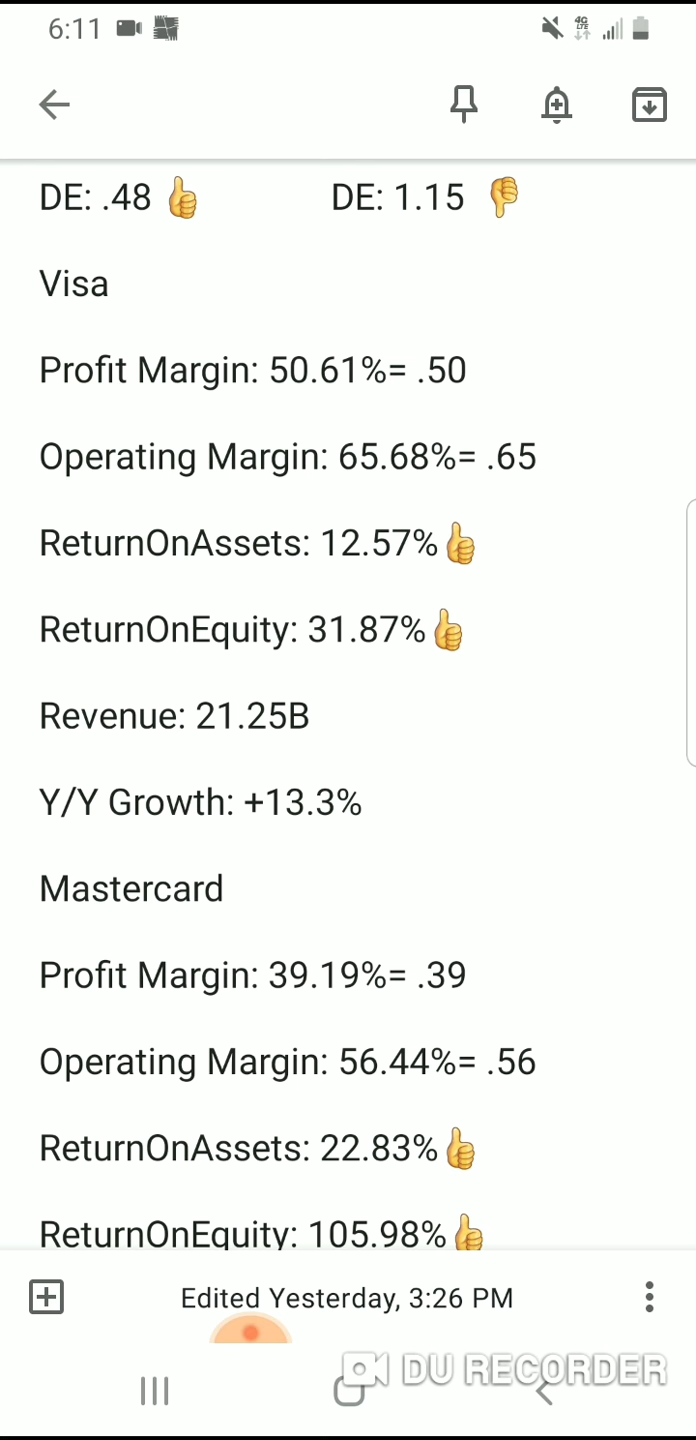 6:11
DE: .48 👍 DE: 1.15 👎
Visa
Profit Margin: 50.61%= .50
Operating Margin: 65.68%= .65
ReturnOnAssets: 12.57%👍
ReturnOnEquity: 31.87%👍
Revenue: 21.25B
Y/Y Growth: +13.3%
Mastercard
Profit Margin: 39.19%= .39
Operating Margin: 56.44%= .56
ReturnOnAssets: 22.83%👍
ReturnOnEquity: 105.98%👍
Edited Yesterday, 3:26 PM
DU RECORDER